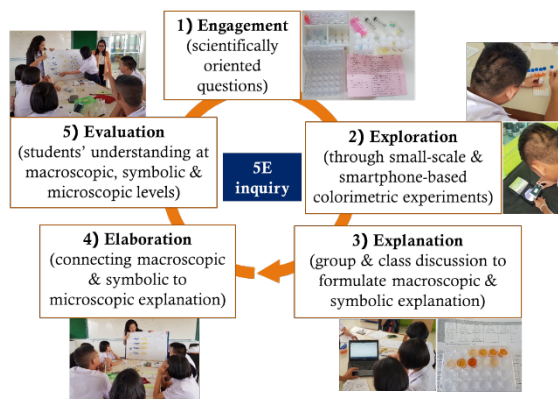 1) Engagement
(scientifically
oriented
questions)
2) Exploration
(through small-scale &
smartphone-based
colorimetric experiments)
3) Explanation
(group & class discussion to
formulate macroscopic &
symbolic explanation)
4) Elaboration
(connecting macroscopic
& symbolic to
microscopic explanation)
5) Evaluation
(students’ understanding at
macroscopic, symbolic &
microscopic levels)
5E
inquiry